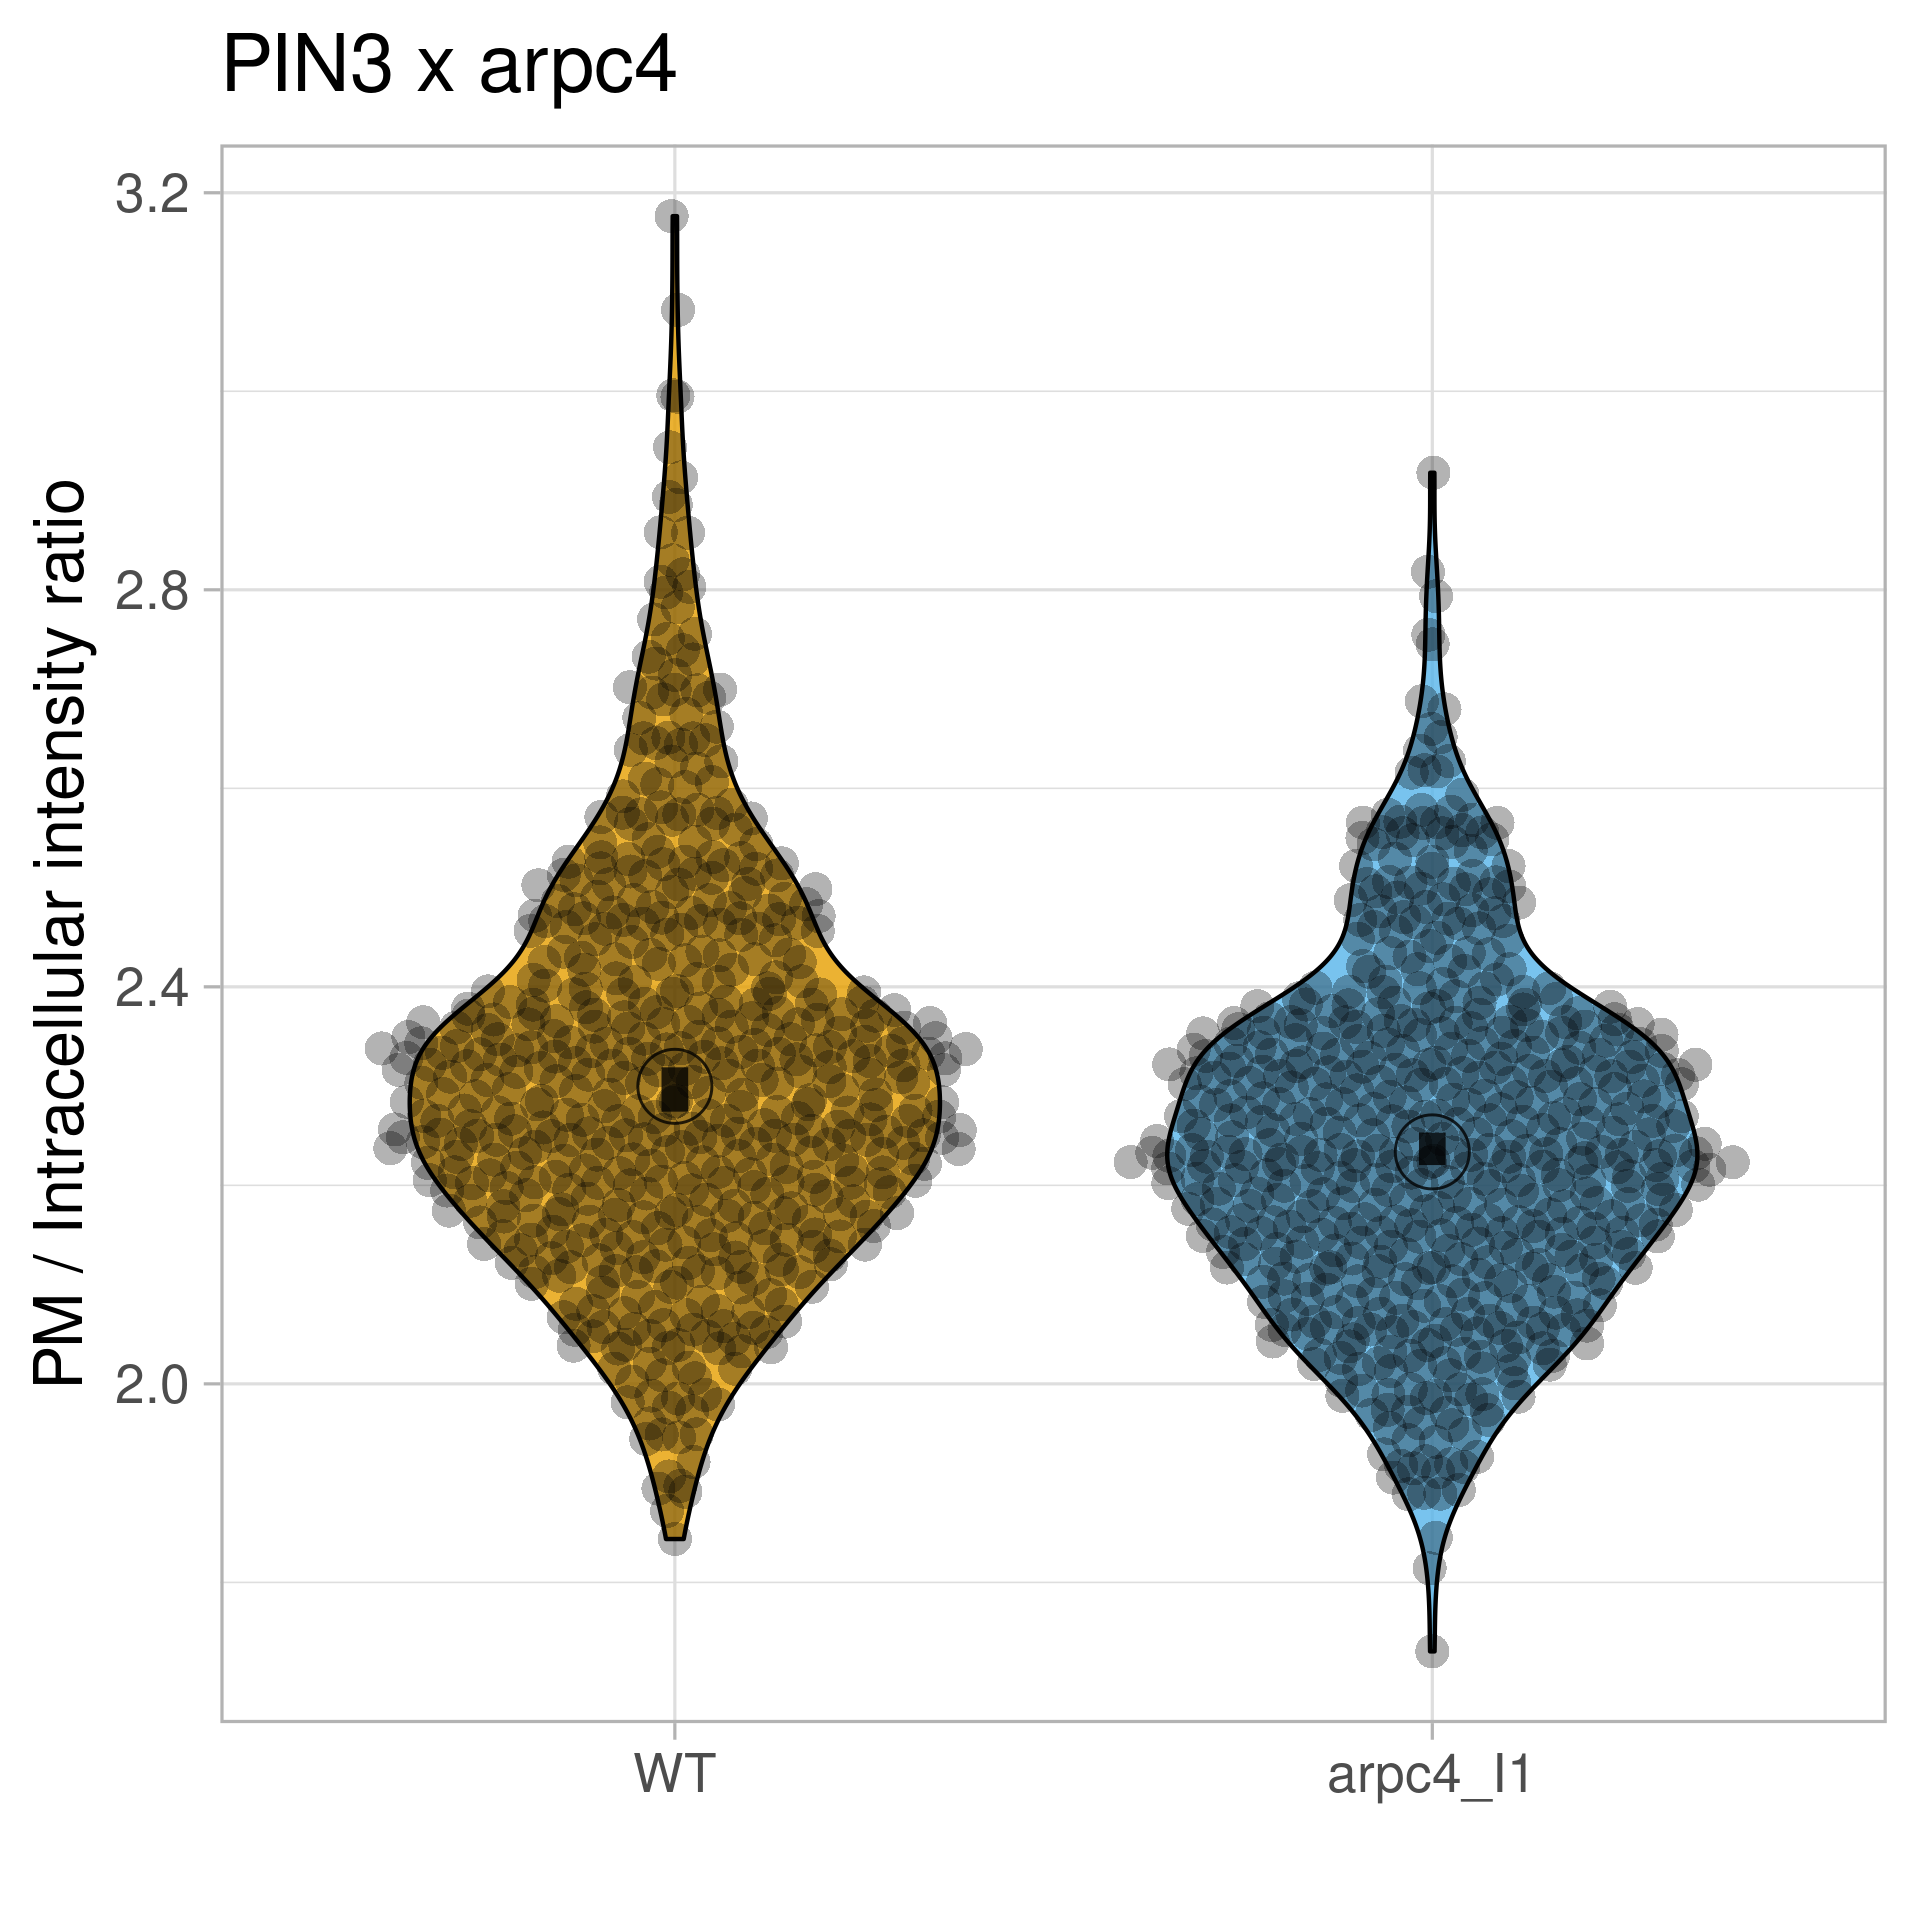 PIN3 x arpc4
PM / Intracellular intensity ratio
3.2
2.8
2.4
2.0
WT
arpc4_l1